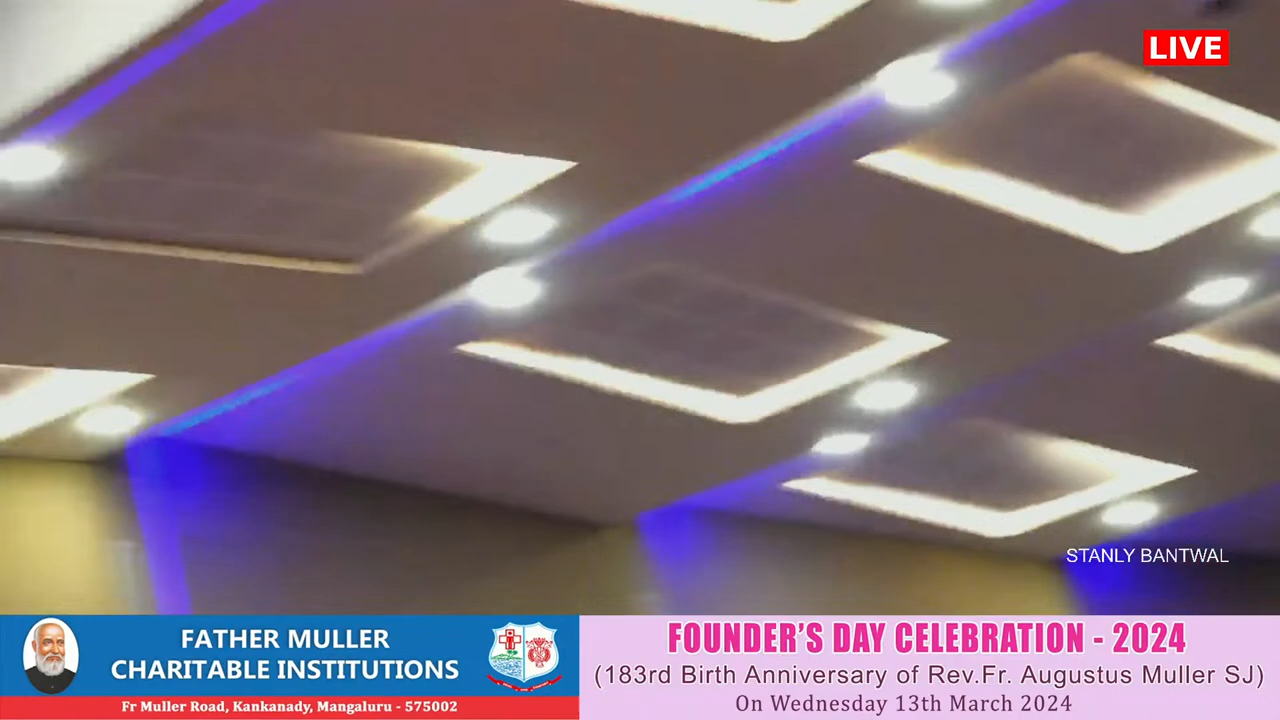 LIVE
STANLY BANTWAL
FATHER MULLER
CHARITABLE INSTITUTIONS
Fr Muller Road, Kankanady, Mangaluru - 575002
FOUNDER'S DAY CELEBRATION - 2024
(183rd Birth Anniversary of Rev.Fr. Augustus Muller SJ)
On Wednesday 13th March 2024